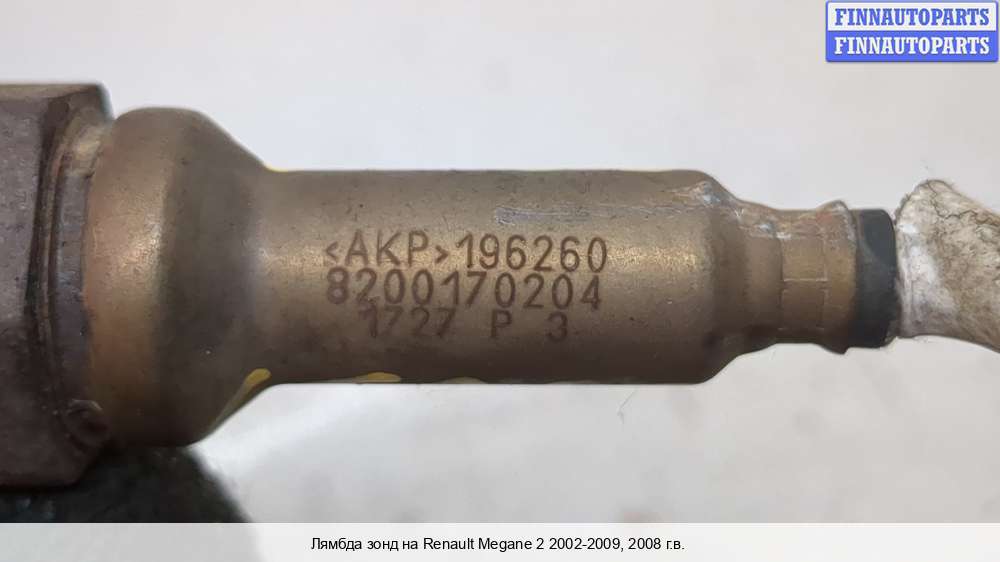 FINNAUTOPARTS
FINNAUTOPARTS
<AKP>196260
8200170204
1727 P 3
Лямбда зонд на Renault Megane 2 2002-2009, 2008 г.в.